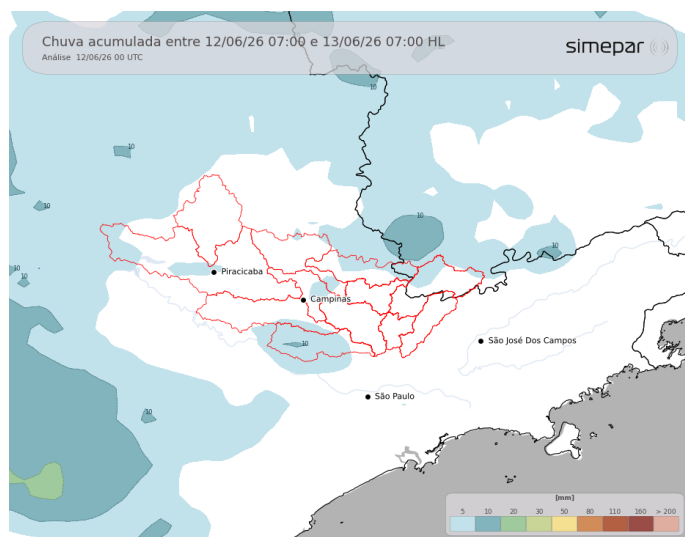 Chuva acumulada entre 12/06/26 07:00 e 13/06/26 07:00 HL
Análise 12/06/26 00 UTC
simepar
10
10
10
10
10
10
Piracicaba
10
10
Campinas
10
São José Dos Campos
São Paulo
10
[mm]
5 10 20 30 50 80 110 160 > 200